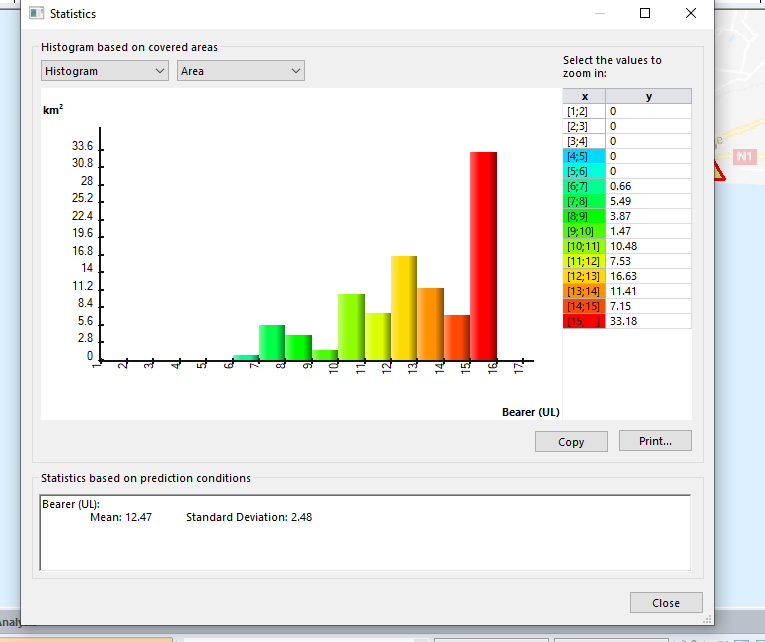 Statistics
Histogram based on covered areas
Histogram
Area
Select the values to
zoom in:
km²
33.6
30.8
28
25.2
22.4
19.6
16.8
14
11.2
8.4
5.6
2.8
0
1 2 3 4 5 6 7 8 9 10 11 12 13 14 15 16 17
Bearer (UL)
x y
[1;2] 0
[2;3] 0
[3;4] 0
[4;5] 0
[5;6] 0
[6;7] 0.66
[7;8] 5.49
[8;9] 3.87
[9;10] 1.47
[10;11] 10.48
[11;12] 7.53
[12;13] 16.63
[13;14] 11.41
[14;15] 7.15
[15; ] 33.18
N1
Copy
Print...
Statistics based on prediction conditions
Bearer (UL):
Mean: 12.47 Standard Deviation: 2.48
Close